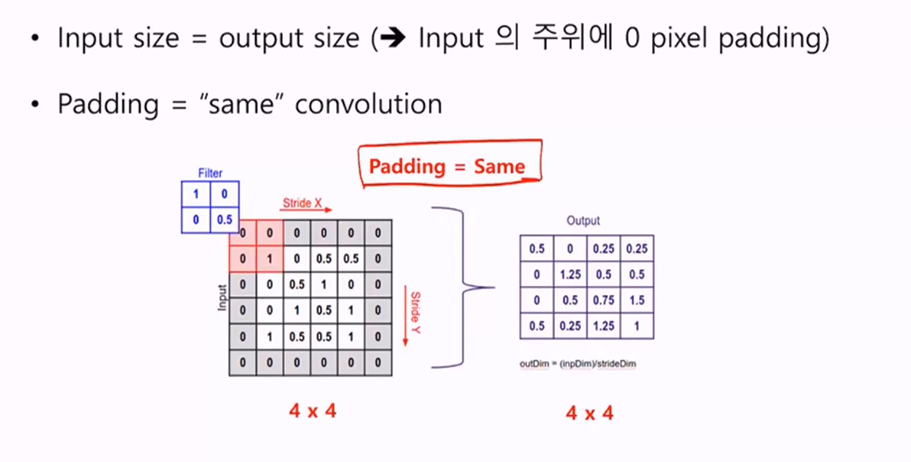 • Input size = output size (➔ Input 의 주위에 0 pixel padding)
• Padding = “same” convolution
Padding = Same
Filter
1 0
0 0.5
Stride X
Input
0 0 0 0 0 0
0 1 0 0.5 0.5 0
0 0 0.5 1 0 0
0 0 1 0.5 1 0
0 1 0.5 0.5 1 0
0 0 0 0 0 0
Stride Y
4 x 4
Output
0.5 0 0.25 0.25
0 1.25 0.5 0.5
0 0.5 0.75 1.5
0.5 0.25 1.25 1
outDim = (inpDim)/strideDim
4 x 4